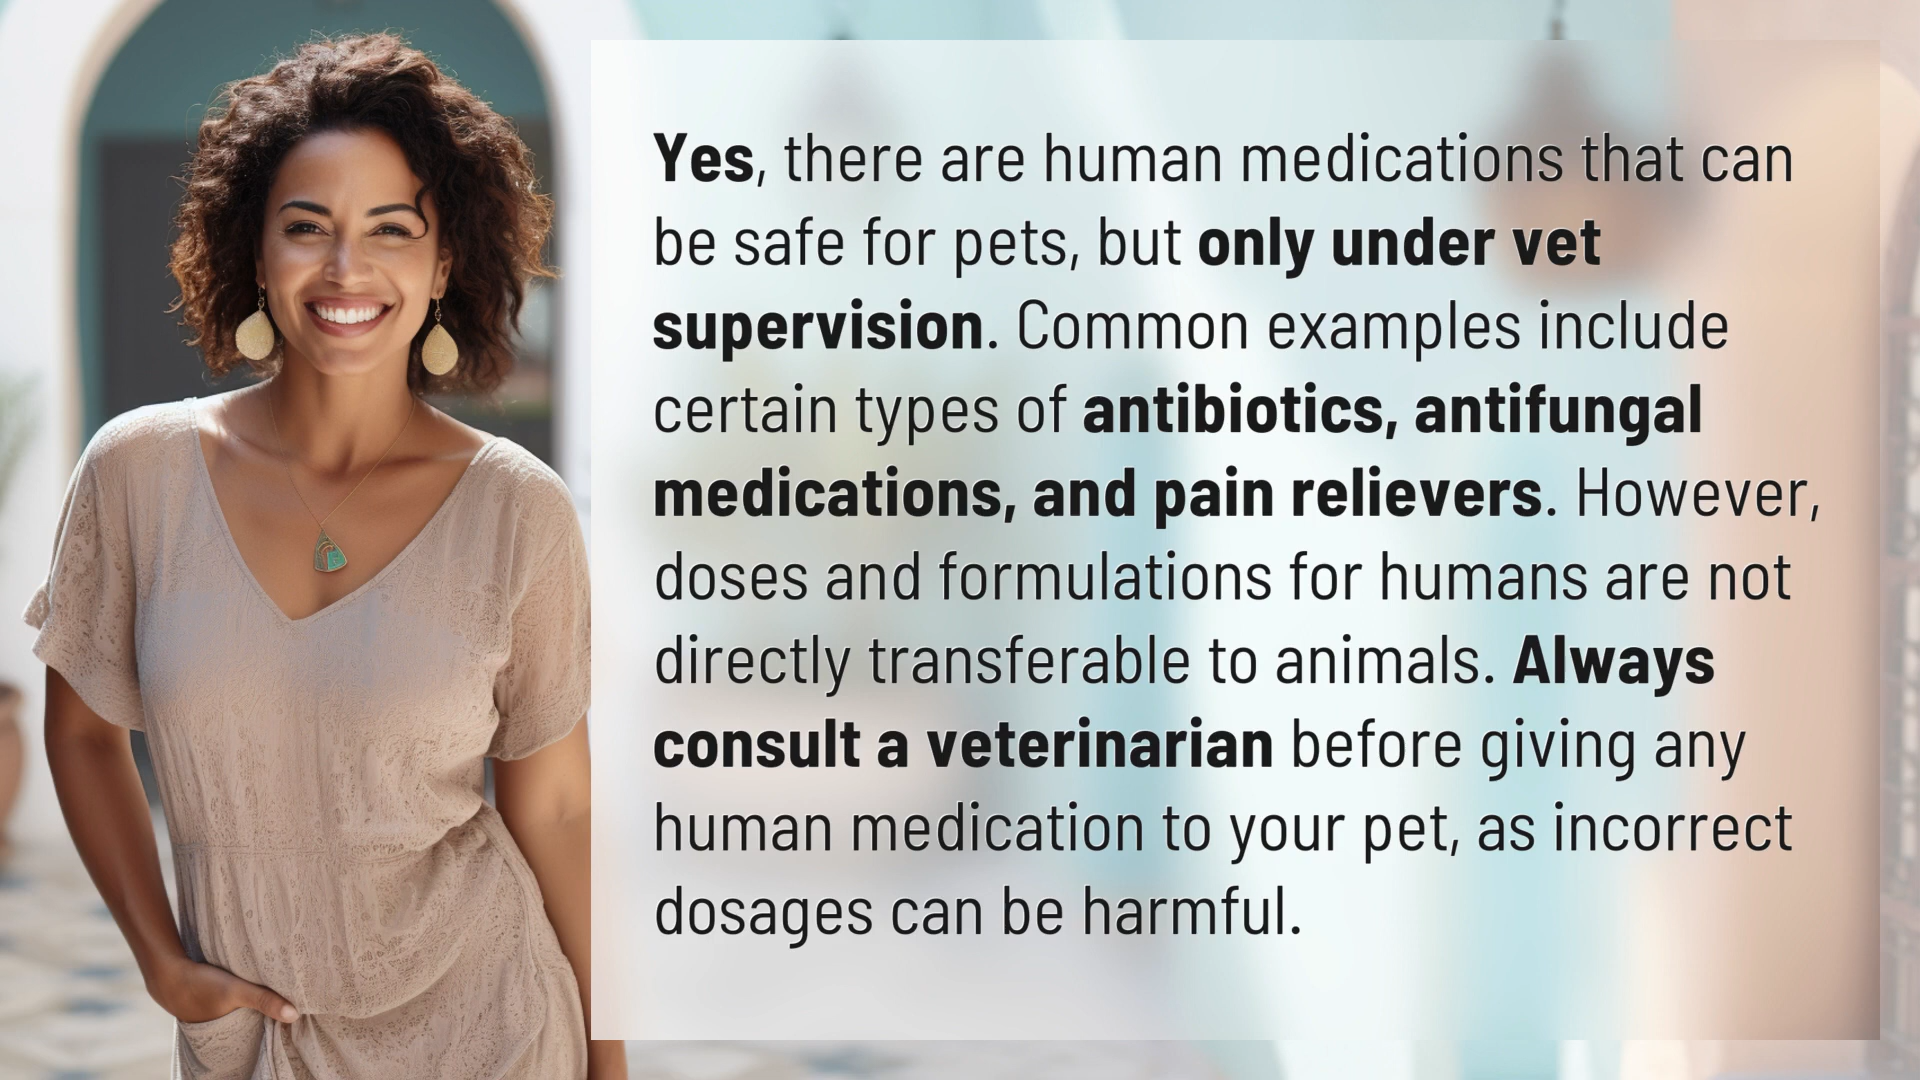 Yes, there are human medications that can
be safe for pets, but only under vet
supervision. Common examples include
certain types of antibiotics, antifungal
medications, and pain relievers. However,
doses and formulations for humans are not
directly transferable to animals. Always
consult a veterinarian before giving any
human medication to your pet, as incorrect
dosages can be harmful.